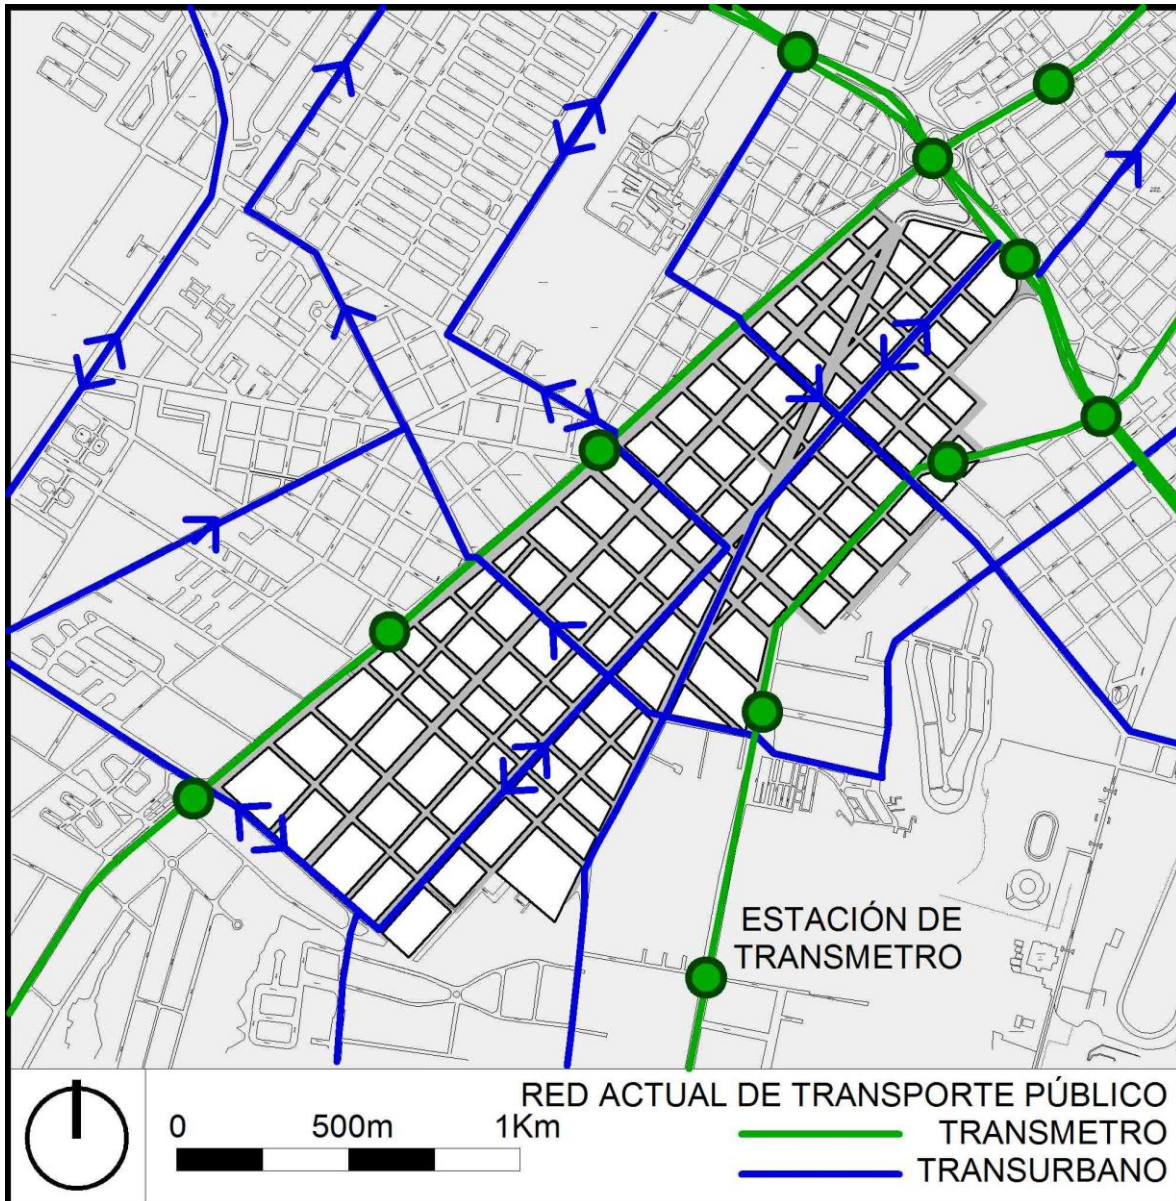 ESTACIÓN DE
TRANSMETRO
RED ACTUAL DE TRANSPORTE PÚBLICO
0 500m 1Km
TRANSMETRO
TRANSURBANO